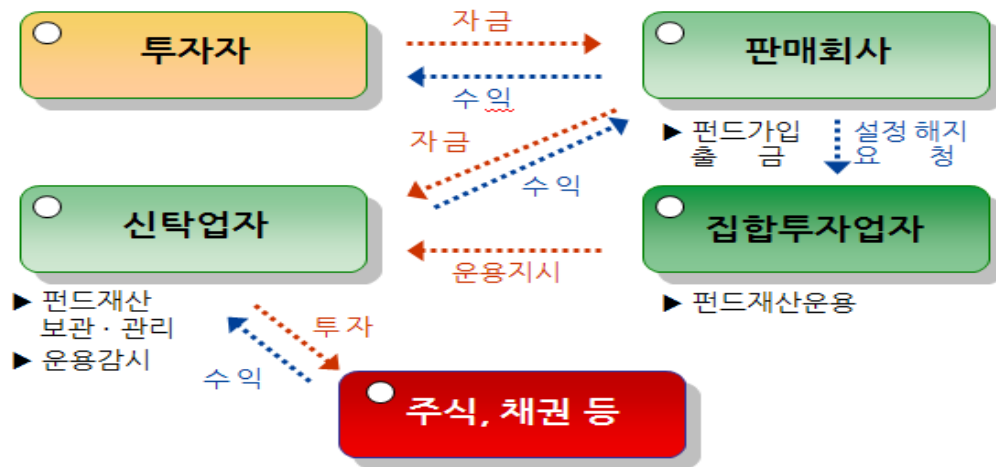 투자자
자금
수익
판매회사
▶ 펀드가입
출 금
설정 해지
요 청
자금
수익
신탁업자
운용지시
집합투자업자
▶ 펀드재산
보관 · 관리
▶ 운용감시
▶ 펀드재산운용
투자
수익
주식, 채권 등